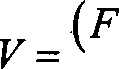 V = (F